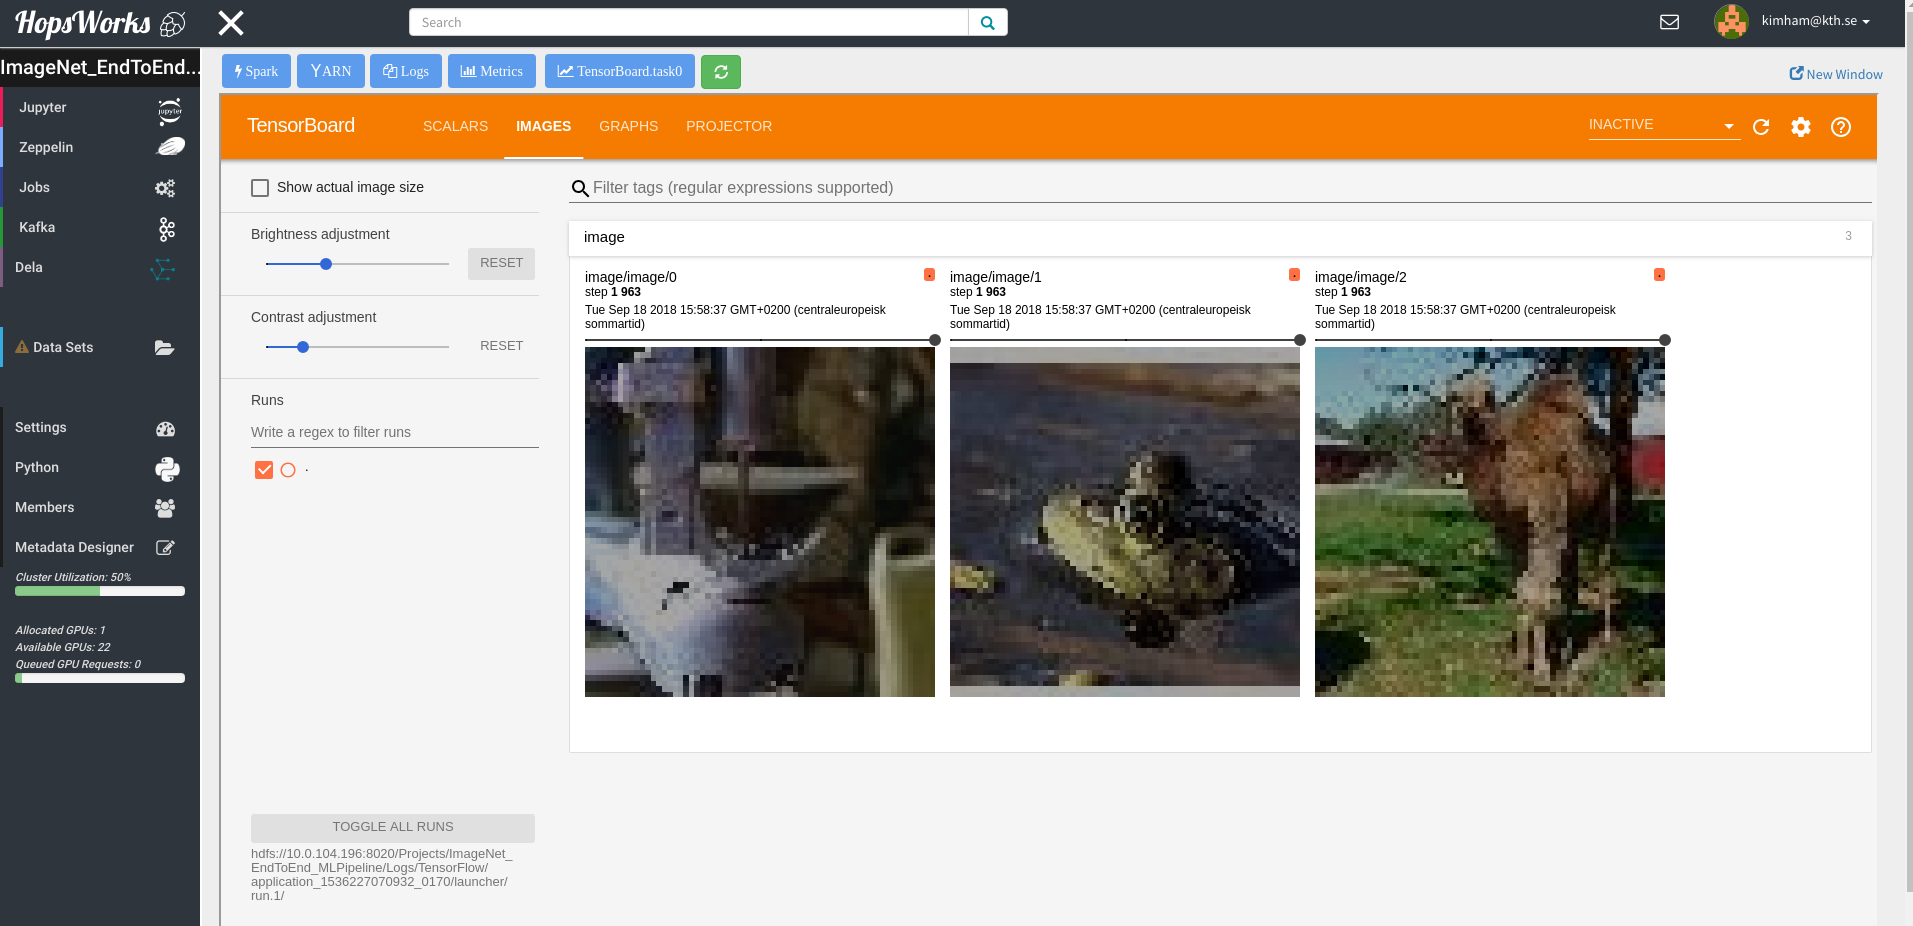 HopsWorks
Search
kimham@kth.se
ImageNet_EndToEnd...
Spark
YARN
Logs
Metrics
TensorBoard.task0
New Window
Jupyter
jupyter
Zeppelin
Jobs
Kafka
Dela
Data Sets
Settings
Python
Members
Metadata Designer
Cluster Utilization: 50%
Allocated GPUs: 1
Available GPUs: 22
Queued GPU Requests: 0
TensorBoard
SCALARS
IMAGES
GRAPHS
PROJECTOR
INACTIVE
Show actual image size
Brightness adjustment
RESET
Contrast adjustment
RESET
Runs
Write a regex to filter runs
.
TOGGLE ALL RUNS
hdfs://10.0.104.196:8020/Projects/ImageNet_
EndToEnd_MLPipeline/Logs/TensorFlow/
application_1536227070932_0170/launcher/
run.1/
Filter tags (regular expressions supported)
image
3
image/image/0
.
step 1 963
Tue Sep 18 2018 15:58:37 GMT+0200 (centraleuropeisk
sommartid)
image/image/1
.
step 1 963
Tue Sep 18 2018 15:58:37 GMT+0200 (centraleuropeisk
sommartid)
image/image/2
.
step 1 963
Tue Sep 18 2018 15:58:37 GMT+0200 (centraleuropeisk
sommartid)